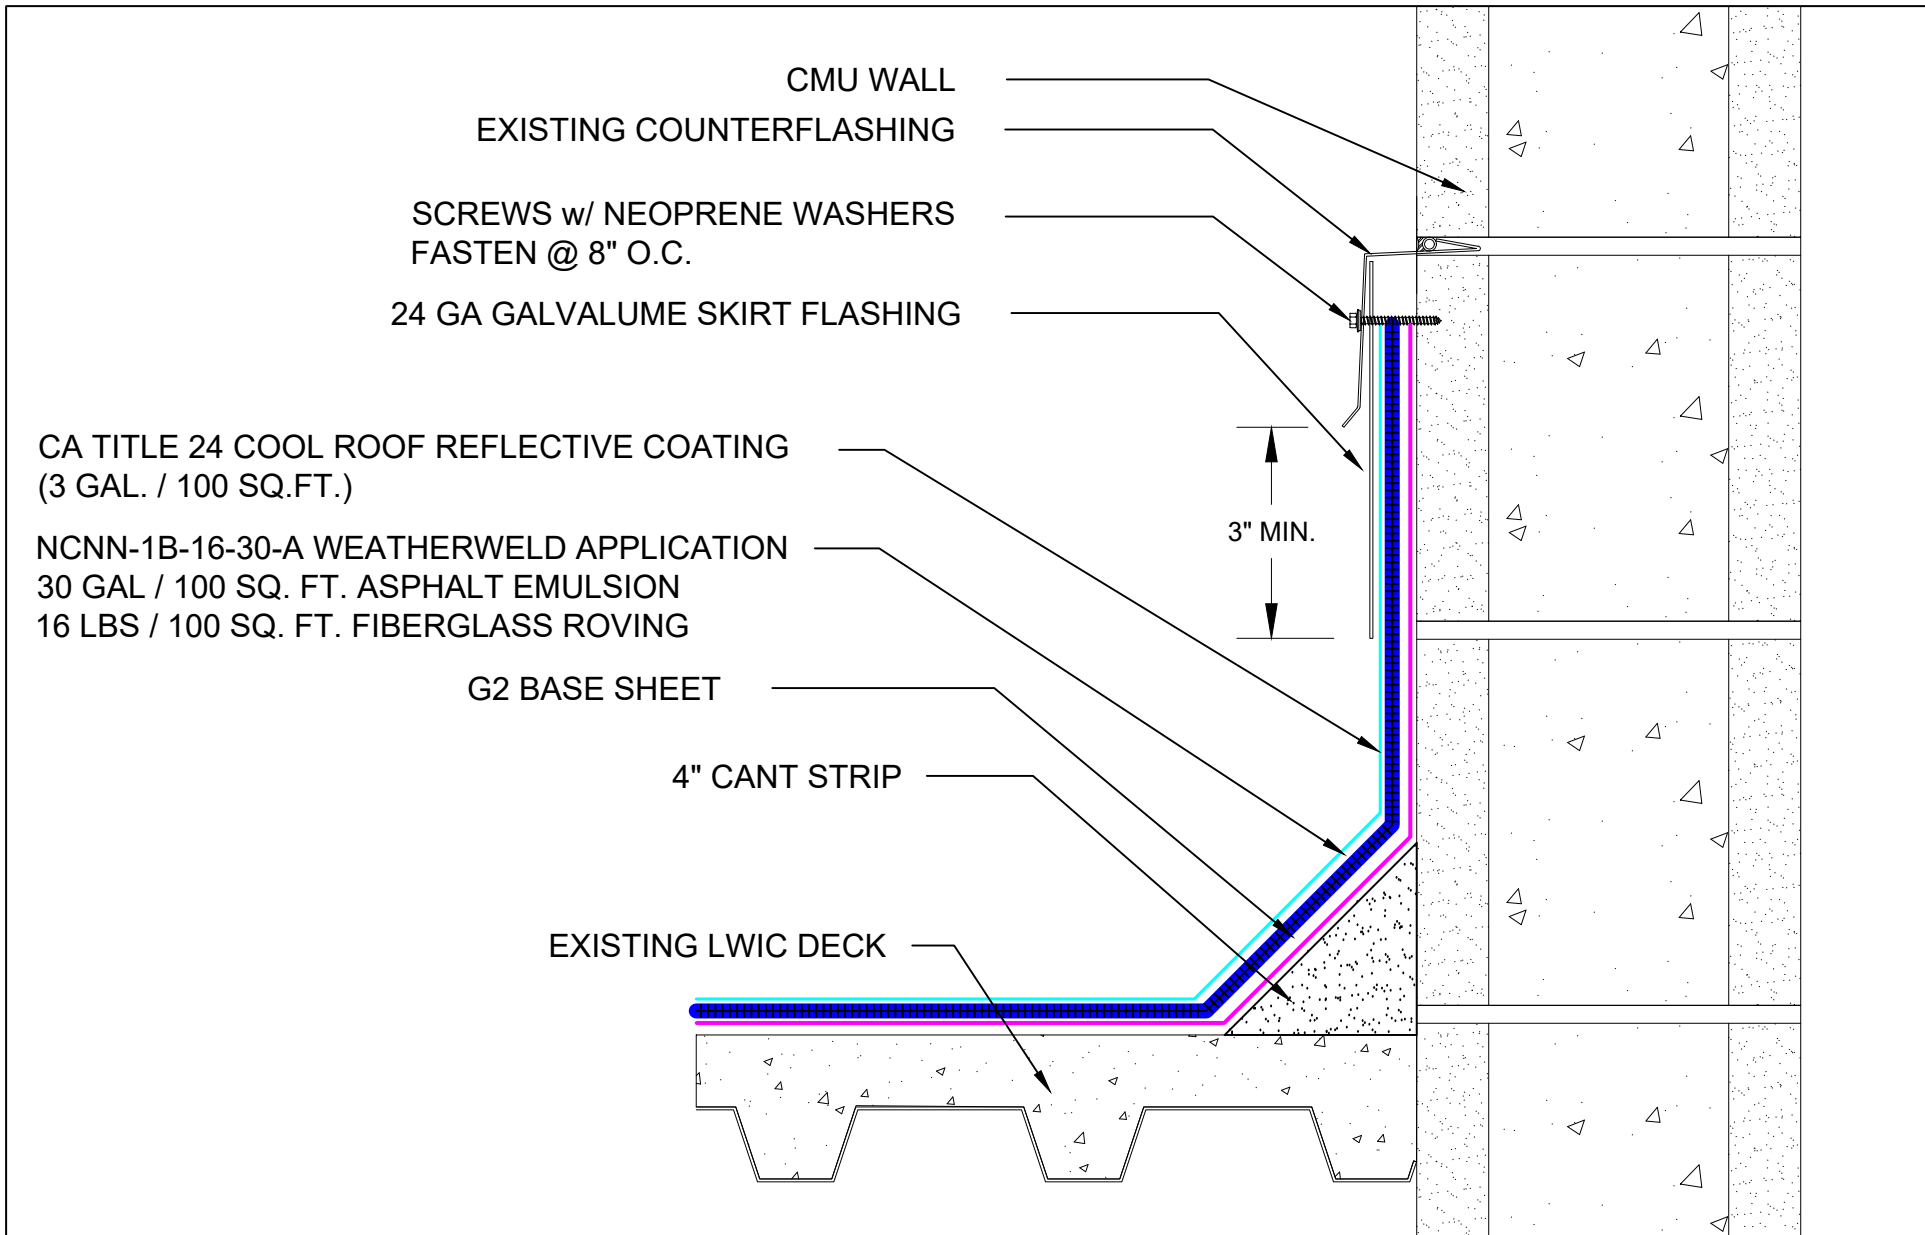 CMU WALL
EXISTING COUNTERFLASHING
SCREWS w/ NEOPRENE WASHERS
FASTEN @ 8" O.C.
24 GA GALVALUME SKIRT FLASHING
CA TITLE 24 COOL ROOF REFLECTIVE COATING
(3 GAL. / 100 SQ.FT.)
3" MIN.
NCNN-1B-16-30-A WEATHERWELD APPLICATION
30 GAL / 100 SQ. FT. ASPHALT EMULSION
16 LBS / 100 SQ. FT. FIBERGLASS ROVING
G2 BASE SHEET
4" CANT STRIP
EXISTING LWIC DECK